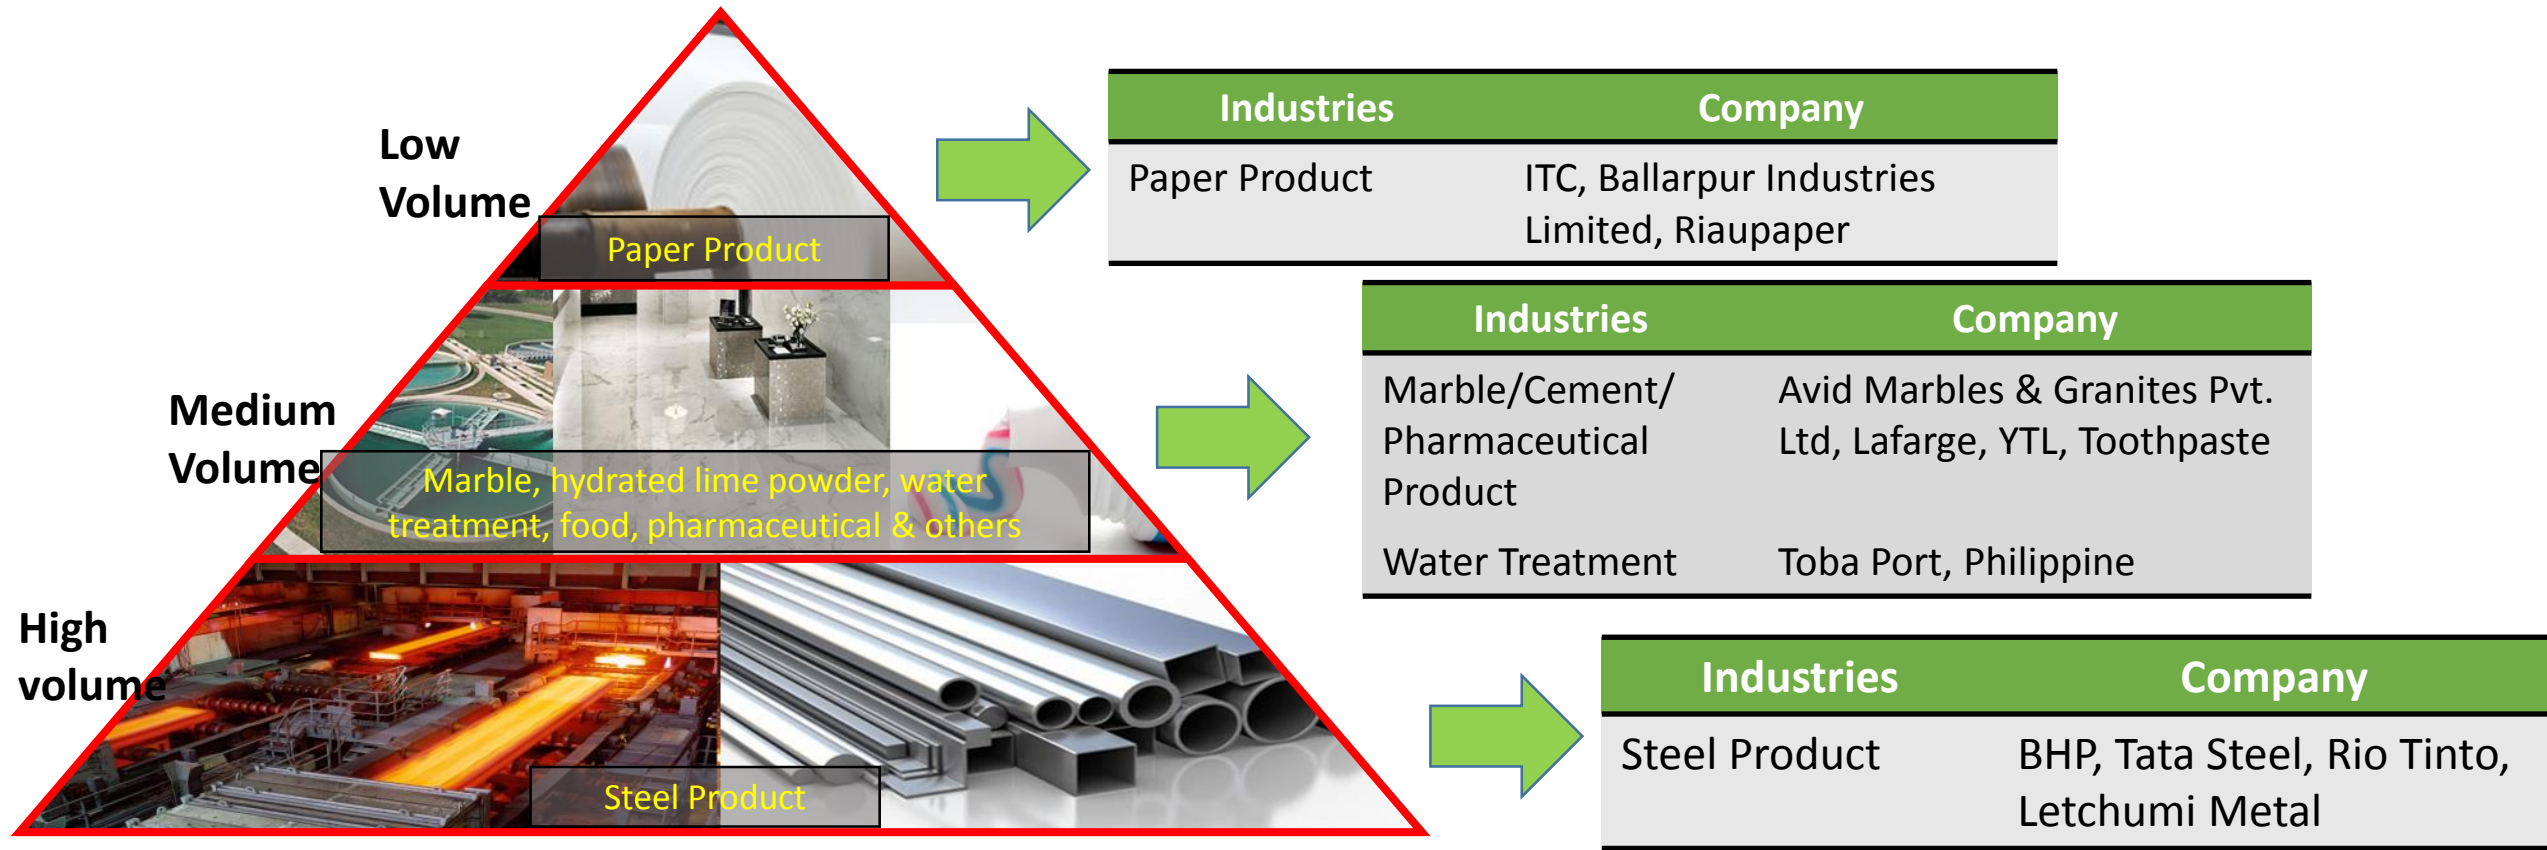 Low
Volume
Paper Product
Industries Company
Paper Product ITC, Ballarpur Industries
Limited, Riaupaper
Medium
Volume
Marble, hydrated lime powder, water
treatment, food, pharmaceutical & others
Industries Company
Marble/Cement/ Avid Marbles & Granites Pvt.
Pharmaceutical Ltd, Lafarge, YTL, Toothpaste
Product
Water Treatment Toba Port, Philippine
High
volume
Steel Product
Industries Company
Steel Product BHP, Tata Steel, Rio Tinto,
Letchumi Metal